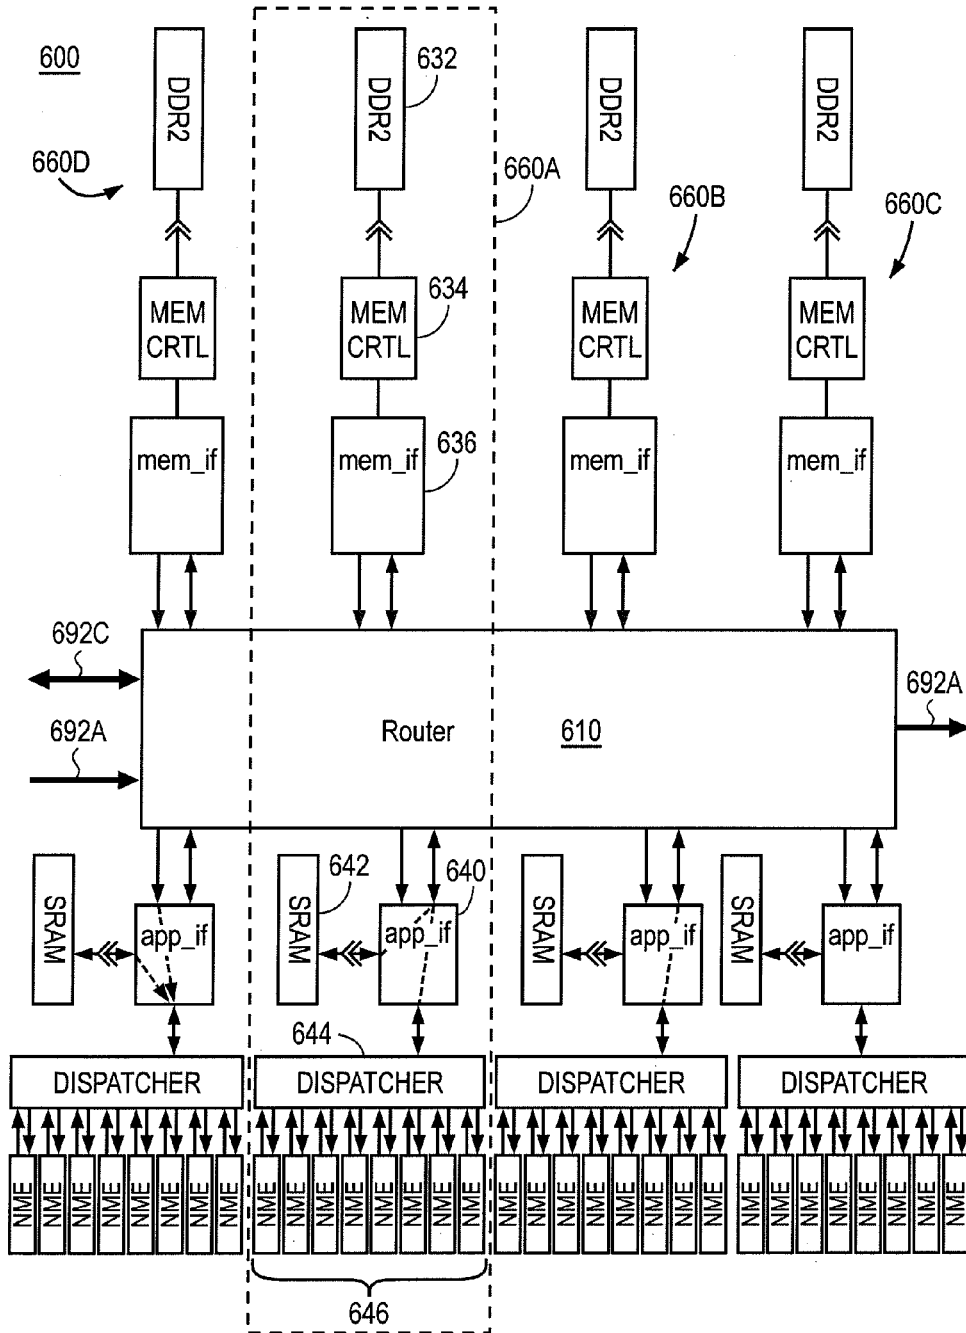 600
DDR2
DDR2
632
DDR2
DDR2
660D
660A
660B
660C
MEM
CRTL
MEM
CRTL
634
MEM
CRTL
MEM
CRTL
mem_if
mem_if
636
mem_if
mem_if
692C
692A
Router
610
692A
SRAM
app_if
SRAM
642
app_if
640
SRAM
app_if
SRAM
app_if
644
DISPATCHER
DISPATCHER
DISPATCHER
DISPATCHER
NME NME NME NME NME NME NME NME
NME NME NME NME NME NME NME NME
NME NME NME NME NME NME NME NME
NME NME NME NME NME NME NME NME
646